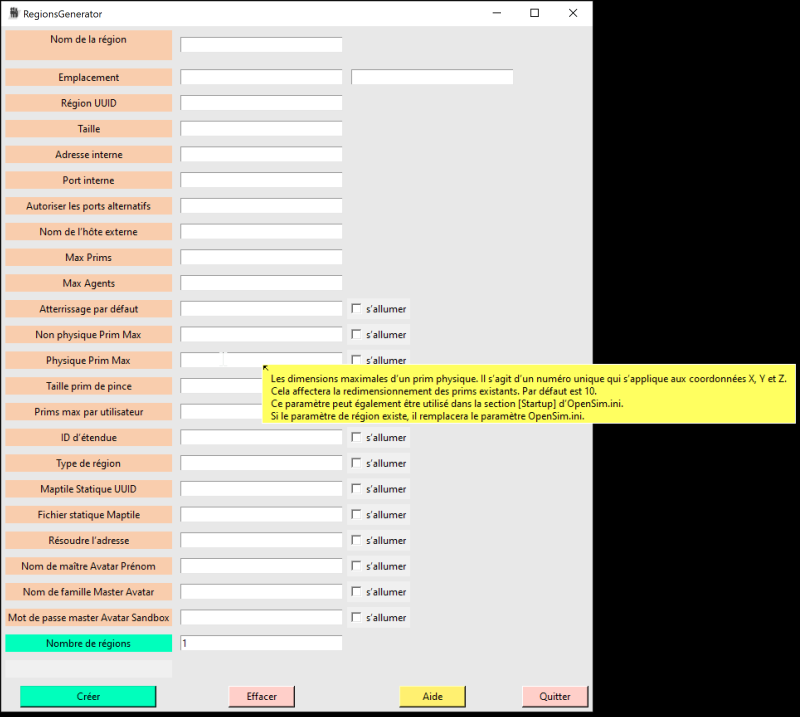 RegionsGenerator
Nom de la région
Emplacement
Région UUID
Taille
Adresse interne
Port interne
Autoriser les ports alternatifs
Nom de l'hôte externe
Max Prims
Max Agents
Atterrissage par défaut s'allumer
Non physique Prim Max s'allumer
Physique Prim Max s'allumer
Les dimensions maximales d'un prim physique. Il s'agit d'un numéro unique qui s'applique aux coordonnées X, Y et Z.
Cela affectera la redimensionnement des prims existants. Par défaut est 10.
Ce paramètre peut également être utilisé dans la section [Startup] d'OpenSim.ini.
Si le paramètre de région existe, il remplacera le paramètre OpenSim.ini.
Taille prim de pince
Prims max par utilisateur
ID d'étendue s'allumer
Type de région s'allumer
Maptile Statique UUID s'allumer
Fichier statique Maptile s'allumer
Résoudre l'adresse s'allumer
Nom de maître Avatar Prénom s'allumer
Nom de famille Master Avatar s'allumer
Mot de passe master Avatar Sandbox s'allumer
Nombre de régions 1
Créer Effacer Aide Quitter